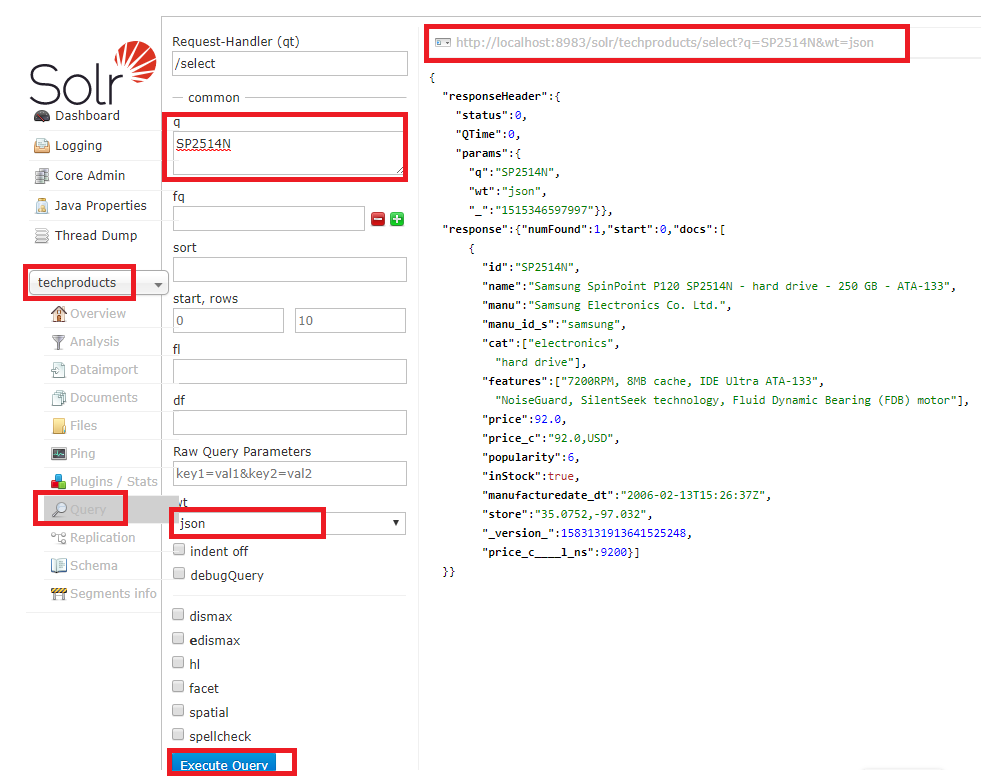 Solr
Dashboard
Logging
Core Admin
Java Properties
Thread Dump
techproducts
Overview
Analysis
Dataimport
Documents
Files
Ping
Plugins / Stats
Query
Replication
Schema
Segments info
Request-Handler (qt)
/select
common
q
SP2514N
fq
sort
start, rows
0 10
fl
df
Raw Query Parameters
key1=val1&key2=val2
wt
json
indent off
debugQuery
dismax
edismax
hl
facet
spatial
spellcheck
Execute Query
http://localhost:8983/solr/techproducts/select?q=SP2514N&wt=json
{
"responseHeader":{
"status":0,
"QTime":0,
"params":{
"q":"SP2514N",
"wt":"json",
"_":"1515346597997"}},
"response":{"numFound":1,"start":0,"docs":[
{
"id":"SP2514N",
"name":"Samsung SpinPoint P120 SP2514N - hard drive - 250 GB - ATA-133",
"manu":"Samsung Electronics Co. Ltd.",
"manu_id_s":"samsung",
"cat":["electronics",
"hard drive"],
"features":["7200RPM, 8MB cache, IDE Ultra ATA-133",
"NoiseGuard, SilentSeek technology, Fluid Dynamic Bearing (FDB) motor"],
"price":92.0,
"price_c":"92.0,USD",
"popularity":6,
"inStock":true,
"manufacturedate_dt":"2006-02-13T15:26:37Z",
"store":"35.0752,-97.032",
"_version_":1583131913641525248,
"price_c____l_ns":9200}]
}}